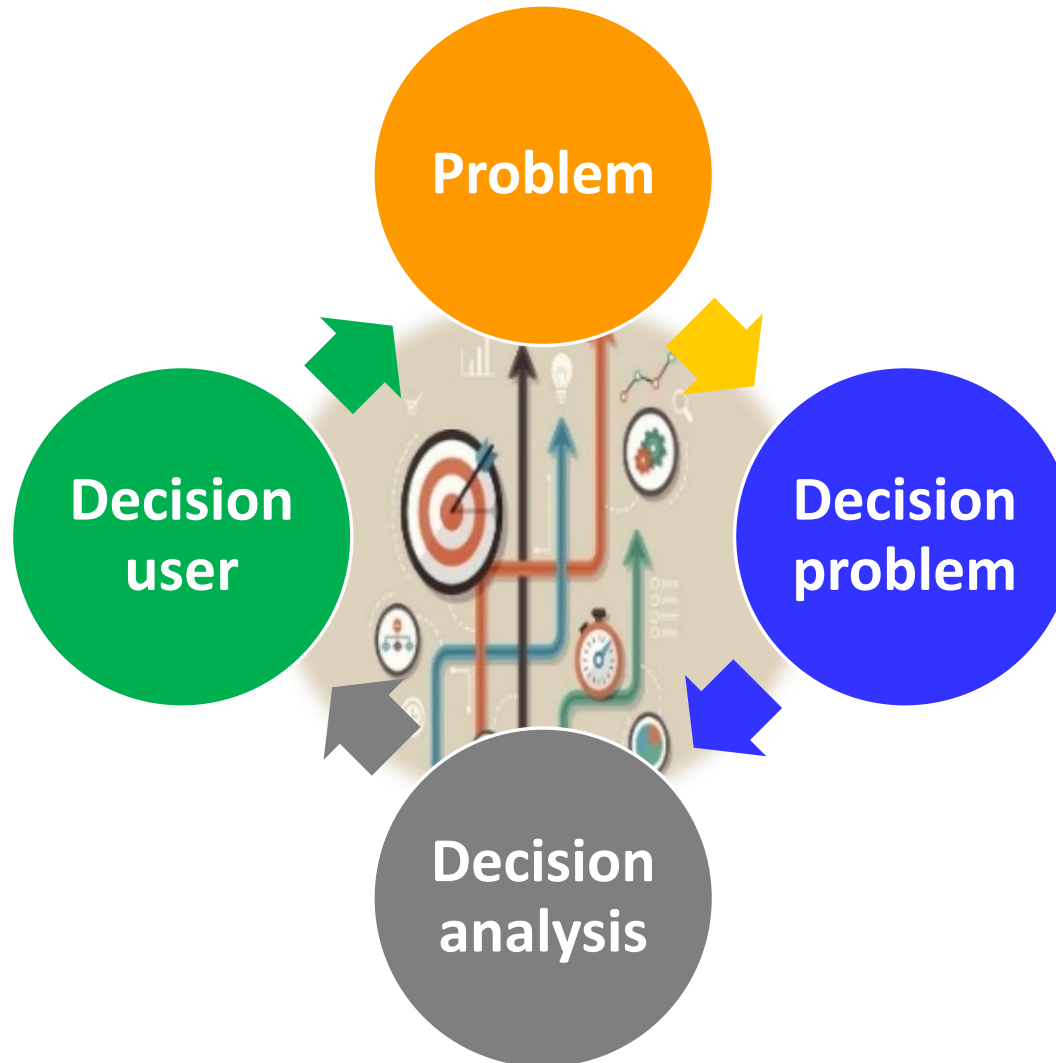 Problem
Decision
problem
Decision
analysis
Decision
user